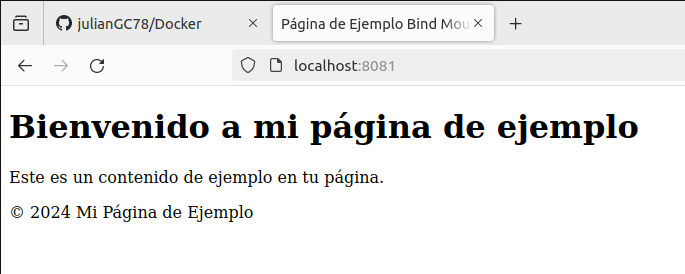 julianGC78/Docker
Página de Ejemplo Bind Mou
localhost:8081
Bienvenido a mi página de ejemplo
Este es un contenido de ejemplo en tu página.
© 2024 Mi Página de Ejemplo